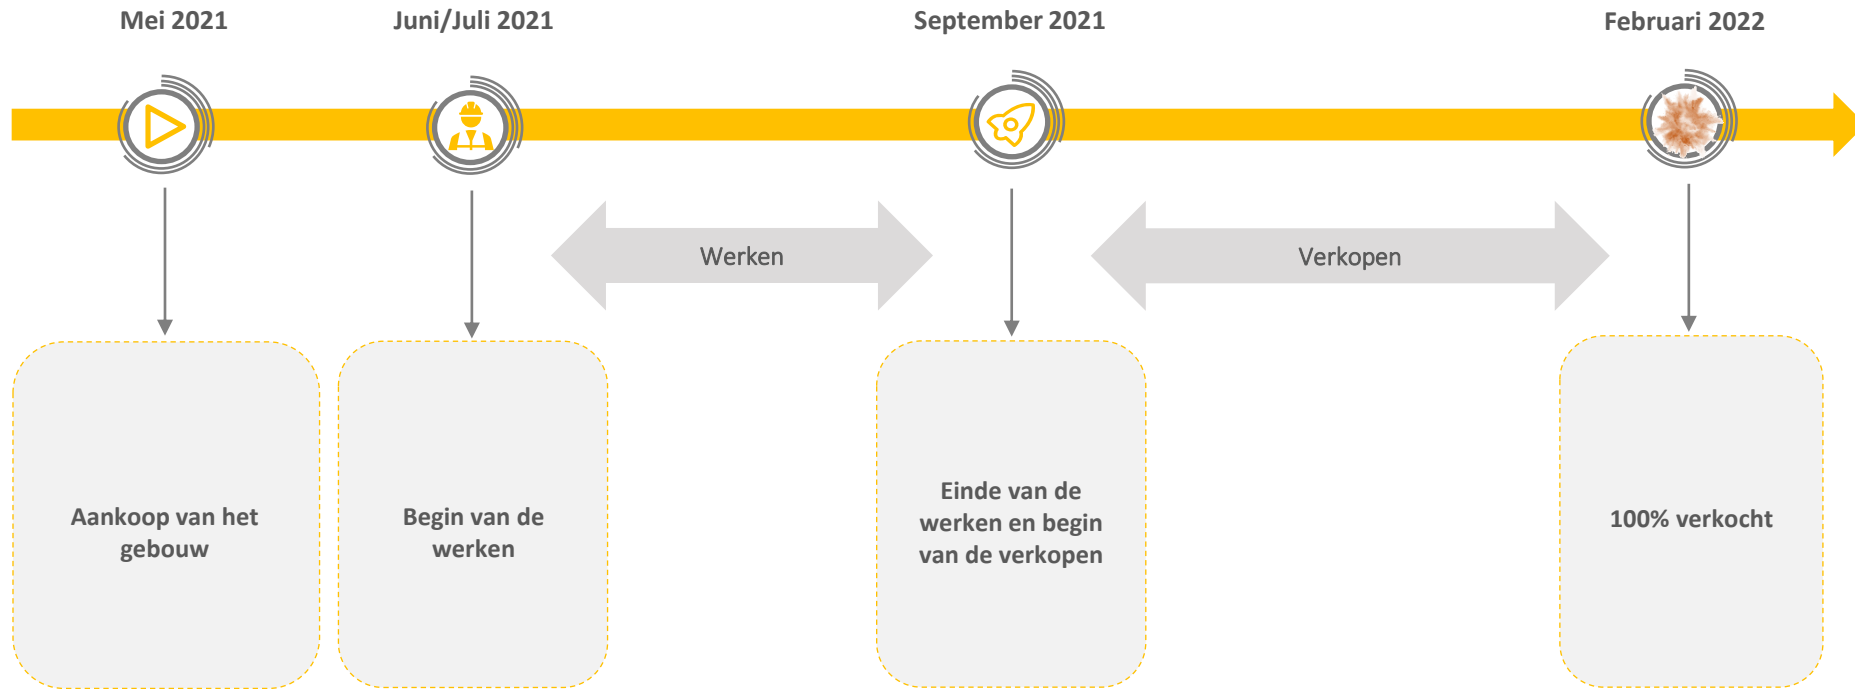 Mei 2021
Juni/Juli 2021
September 2021
Februari 2022
Werken
Verkopen
Aankoop van het
gebouw
Begin van de
werken
Einde van de
werken en begin
van de verkopen
100% verkocht